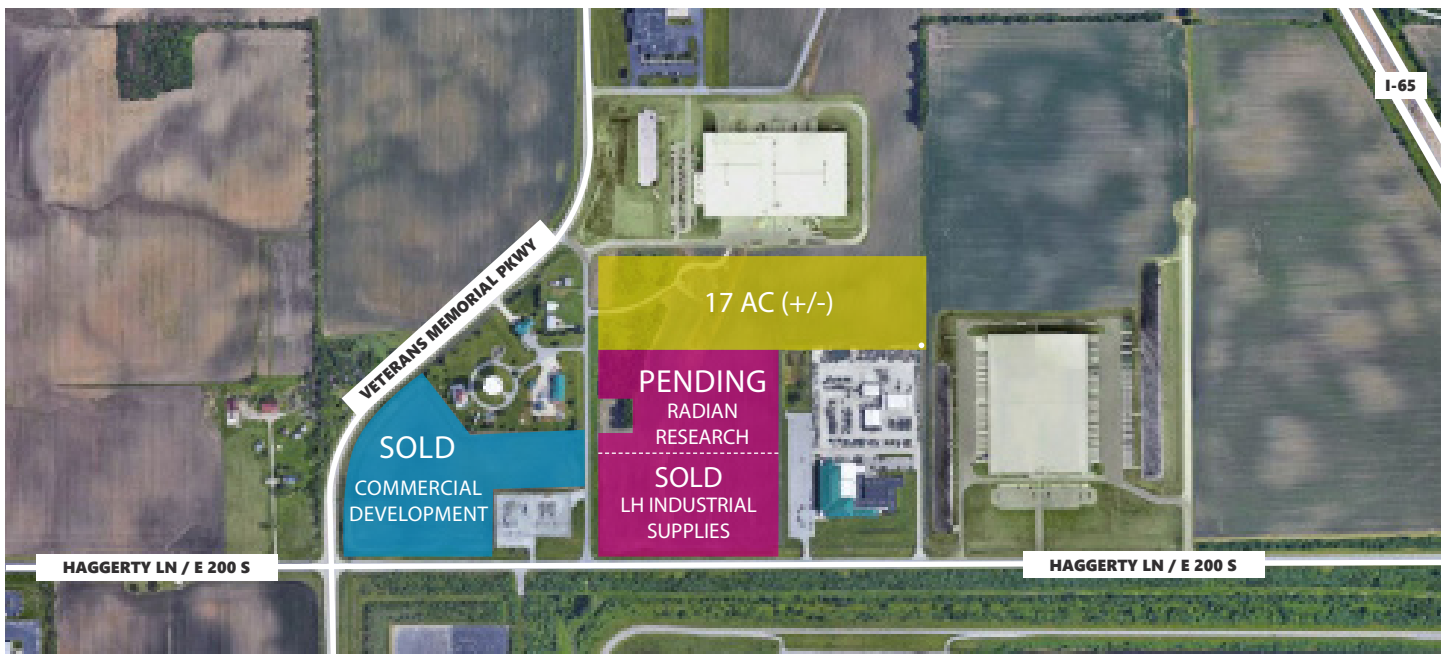 I-65
VETERANS MEMORIAL PKWY
17 AC (+/-)
PENDING
RADIAN
RESEARCH
SOLD
COMMERCIAL
DEVELOPMENT
SOLD
LH INDUSTRIAL
SUPPLIES
HAGGERTY LN / E 200 S
HAGGERTY LN / E 200 S